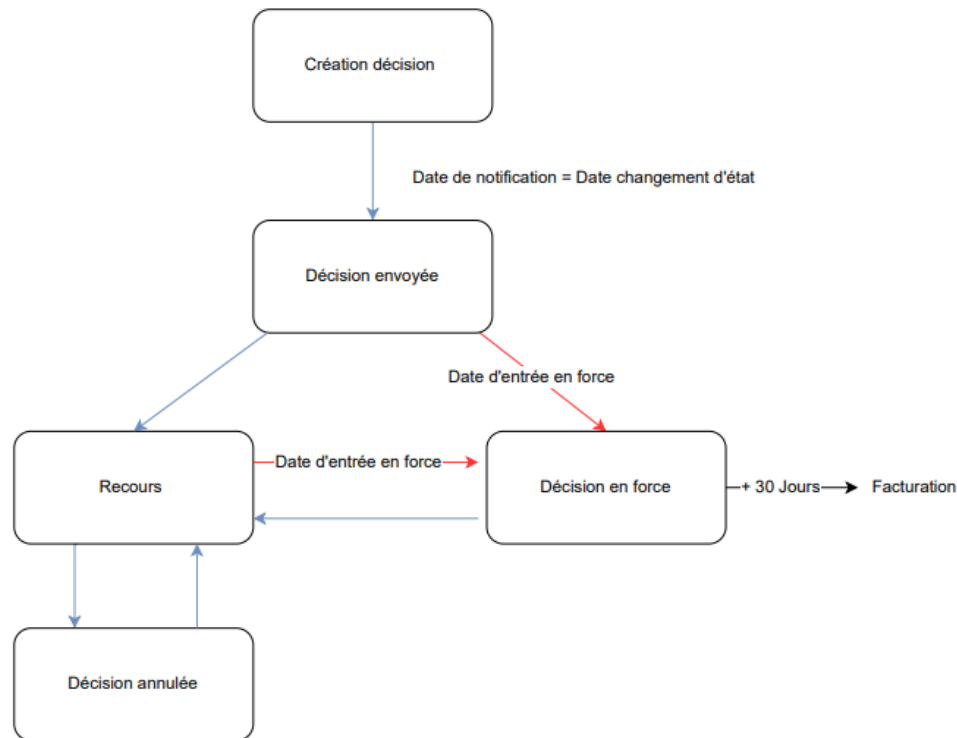 Création décision
Date de notification = Date changement d'état
Décision envoyée
Date d'entrée en force
Recours
Date d'entrée en force
Décision en force
+ 30 Jours
Facturation
Décision annulée